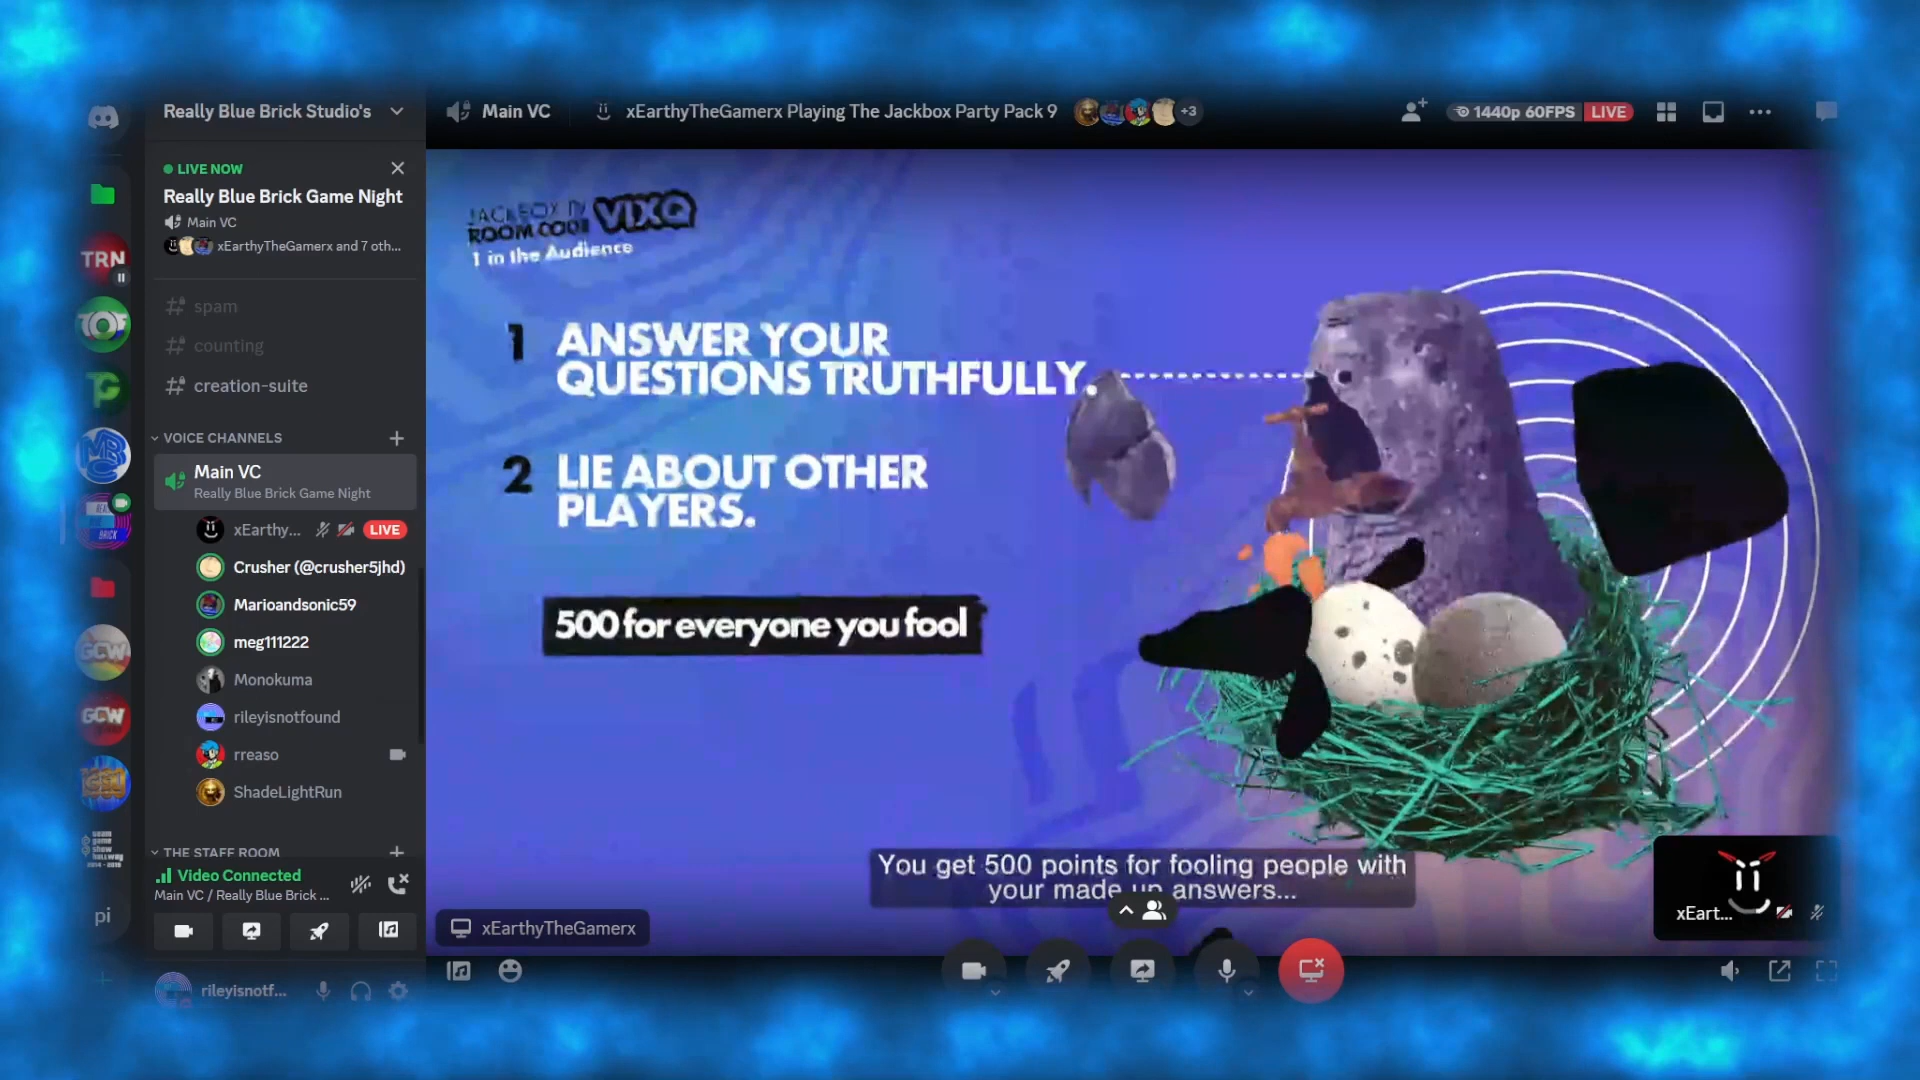 Really Blue Brick Studio's
LIVE NOW
Really Blue Brick Game Night
Main VC
xEarthyTheGamerx and 7 oth...
spam
counting
creation-suite
VOICE CHANNELS
Main VC
Really Blue Brick Game Night
xEarthy... LIVE
Crusher (@crusher5jhd)
Marioandsonic59
meg111222
Monokuma
rileyisnotfound
rreaso
ShadeLightRun
THE STAFF ROOM
Video Connected
Main VC / Really Blue Brick ...
rileyisnotf...
TRN
GCW
GCW
pi
Main VC
xEarthyTheGamerx Playing The Jackbox Party Pack 9
+3
1440p 60FPS LIVE
JACKBOX.TV
ROOM CODE VIXQ
1 in the Audience
1 ANSWER YOUR
QUESTIONS TRUTHFULLY.
2 LIE ABOUT OTHER
PLAYERS.
500 for everyone you fool
You get 500 points for fooling people with
your made up answers...
xEarthyTheGamerx
xEart...